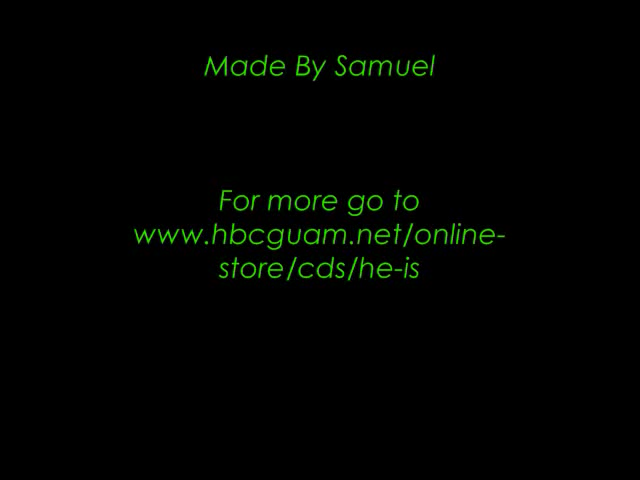 Made By Samuel
For more go to
www.hbcguam.net/online-
store/cds/he-is